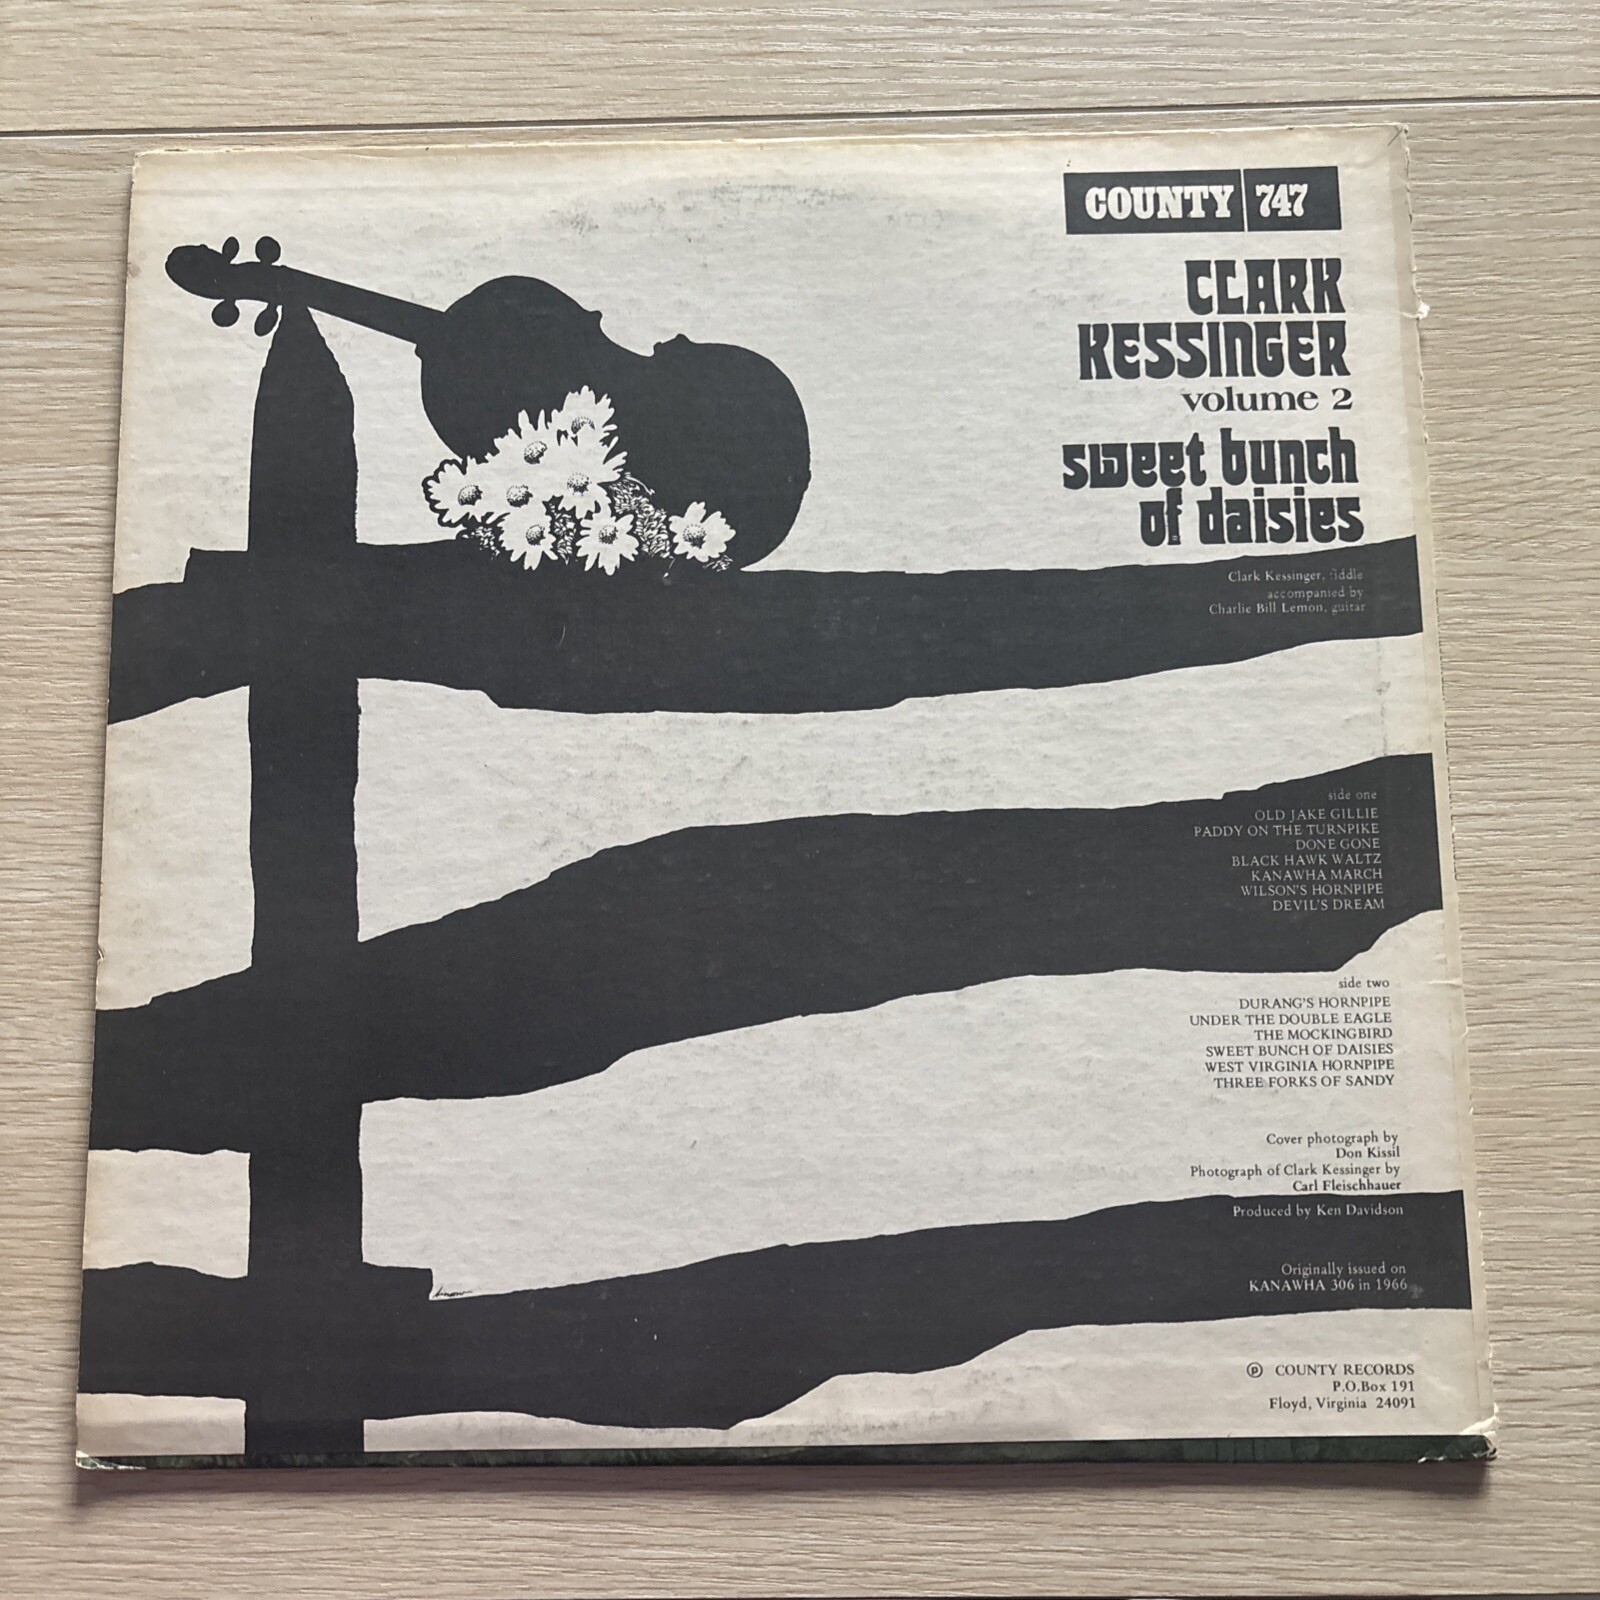 COUNTY 747
CLARK
KESSINGER
volume 2
sweet bunch
of daisies
Clark Kessinger, fiddle
accompanied by
Charlie Bill Lemon, guitar
side one
OLD JAKE GILLIE
PADDY ON THE TURNPIKE
DONE GONE
BLACK HAWK WALTZ
KANAWHA MARCH
WILSON'S HORNPIPE
DEVIL'S DREAM
side two
DURANG'S HORNPIPE
UNDER THE DOUBLE EAGLE
THE MOCKINGBIRD
SWEET BUNCH OF DAISIES
WEST VIRGINIA HORNPIPE
THREE FORKS OF SANDY
Cover photograph by
Don Kissil
Photograph of Clark Kessinger by
Carl Fleischhauer
Produced by Ken Davidson
Originally issued on
KANAWHA 306 in 1966
℗ COUNTY RECORDS
P.O.Box 191
Floyd, Virginia 24091